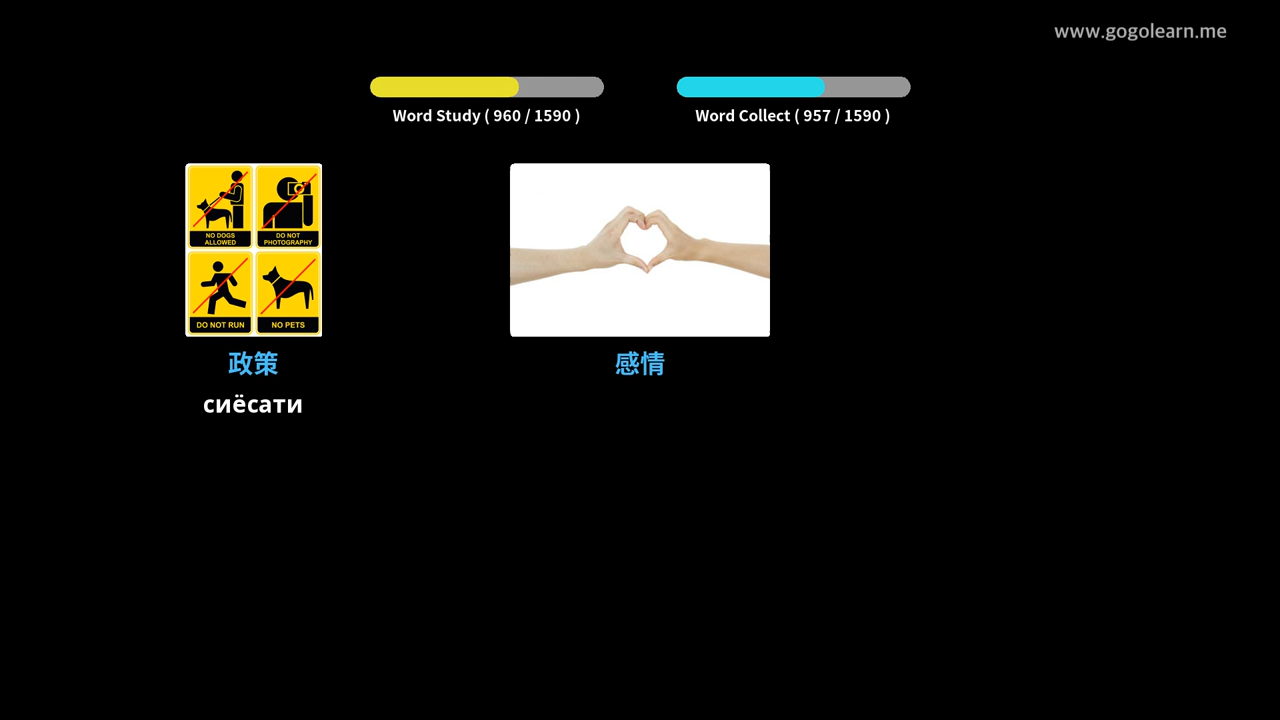 www.gogolearn.me
Word Study ( 960 / 1590 )
Word Collect ( 957 / 1590 )
NO DOGS
ALLOWED
DO NOT
PHOTOGRAPHY
DO NOT RUN
NO PETS
政策
感情
сиёсати